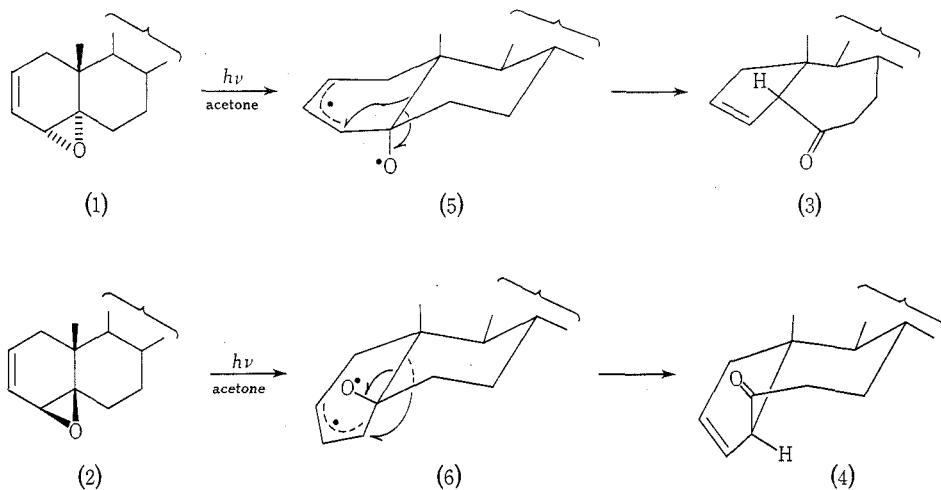 hν
acetone
O
•
•O
H
O
(1)
(5)
(3)
hν
acetone
O
O•
•
O
H
(2)
(6)
(4)